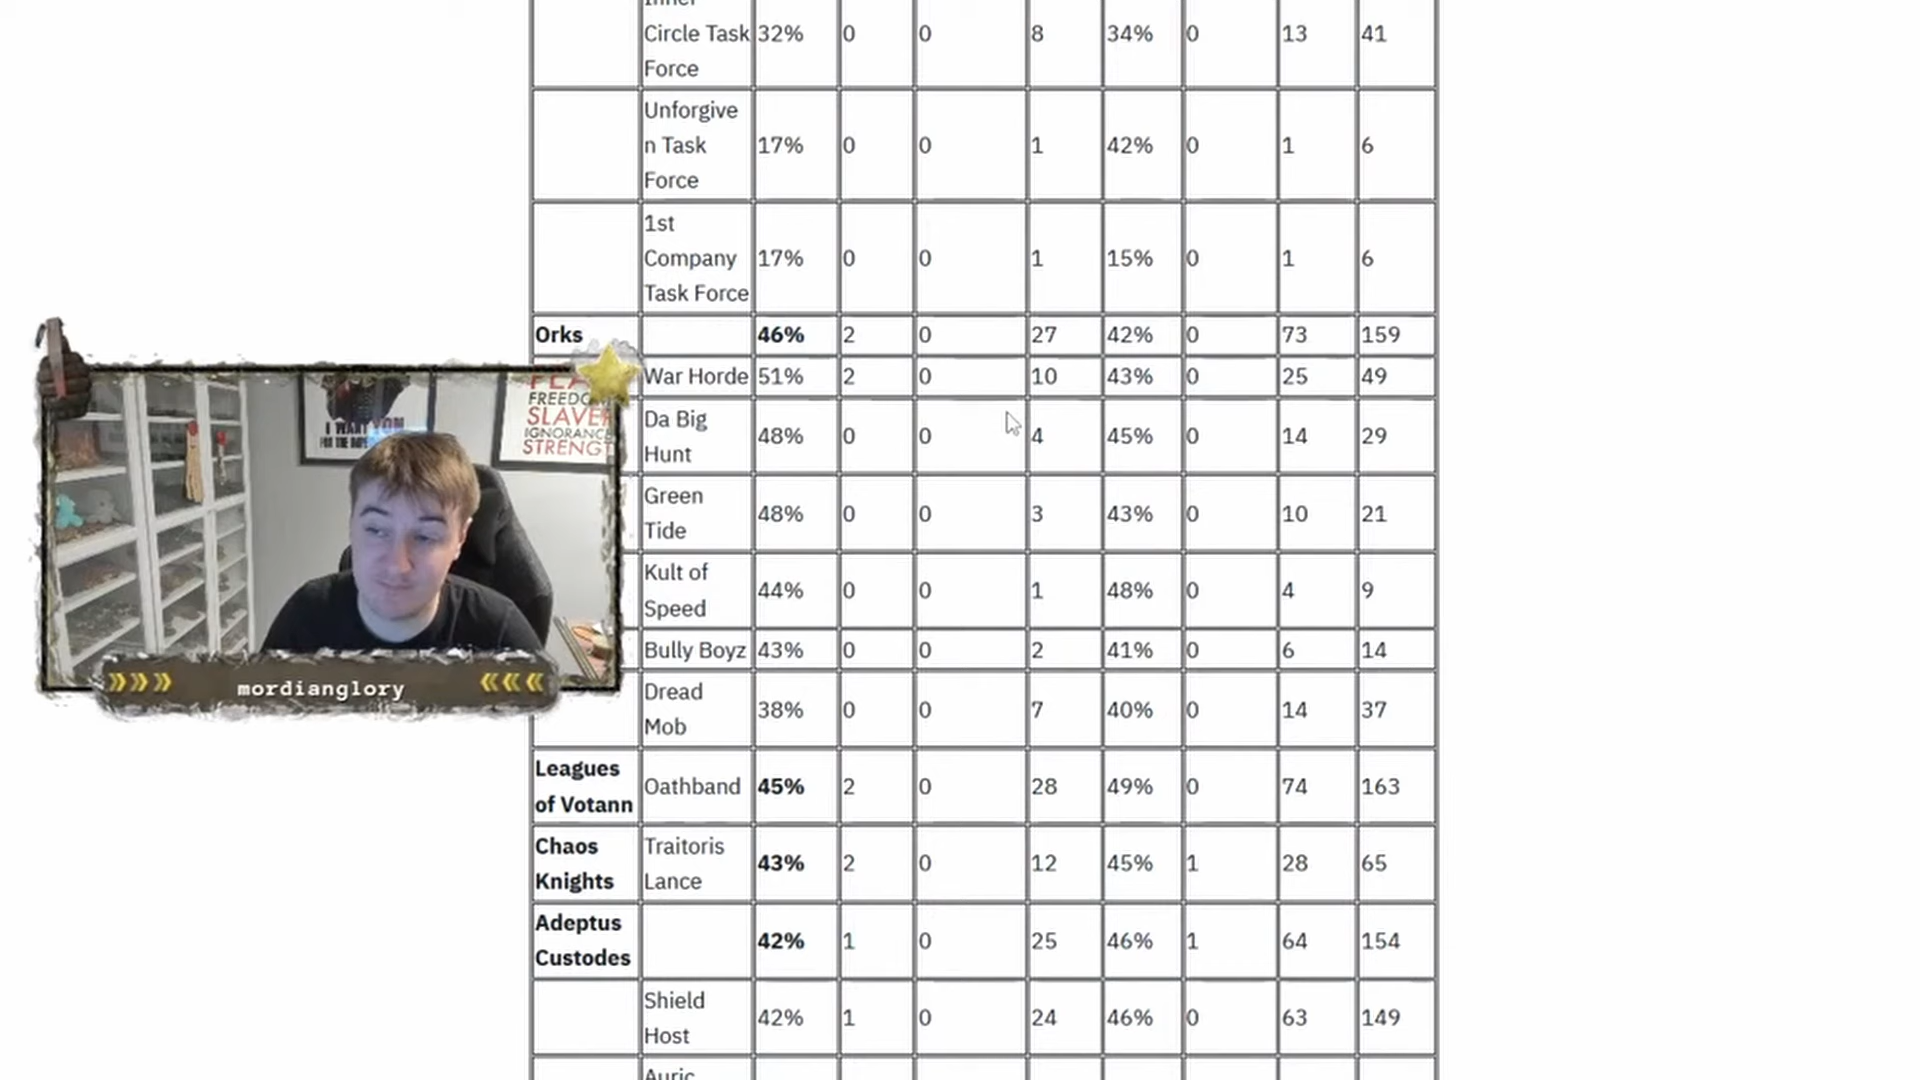 Circle Task 32% 0 0 8 34% 0 13 41
Force
Unforgive
n Task 17% 0 0 1 42% 0 1 6
Force
1st
Company 17% 0 0 1 15% 0 1 6
Task Force
Orks 46% 2 0 27 42% 0 73 159
War Horde 51% 2 0 10 43% 0 25 49
Da Big
Hunt
48% 0 0 4 45% 0 14 29
Green
Tide
48% 0 0 3 43% 0 10 21
Kult of
Speed
44% 0 0 1 48% 0 4 9
Bully Boyz 43% 0 0 2 41% 0 6 14
Dread
Mob
38% 0 0 7 40% 0 14 37
Leagues
of Votann
Oathband 45% 2 0 28 49% 0 74 163
Chaos
Knights
Traitoris
Lance
43% 2 0 12 45% 1 28 65
Adeptus
Custodes
42% 1 0 25 46% 1 64 154
Shield
Host
42% 1 0 24 46% 0 63 149
Auric
I WANT YOU
FREEDOM
SLAVER
IGNORANCE
STRENGT
mordianglory